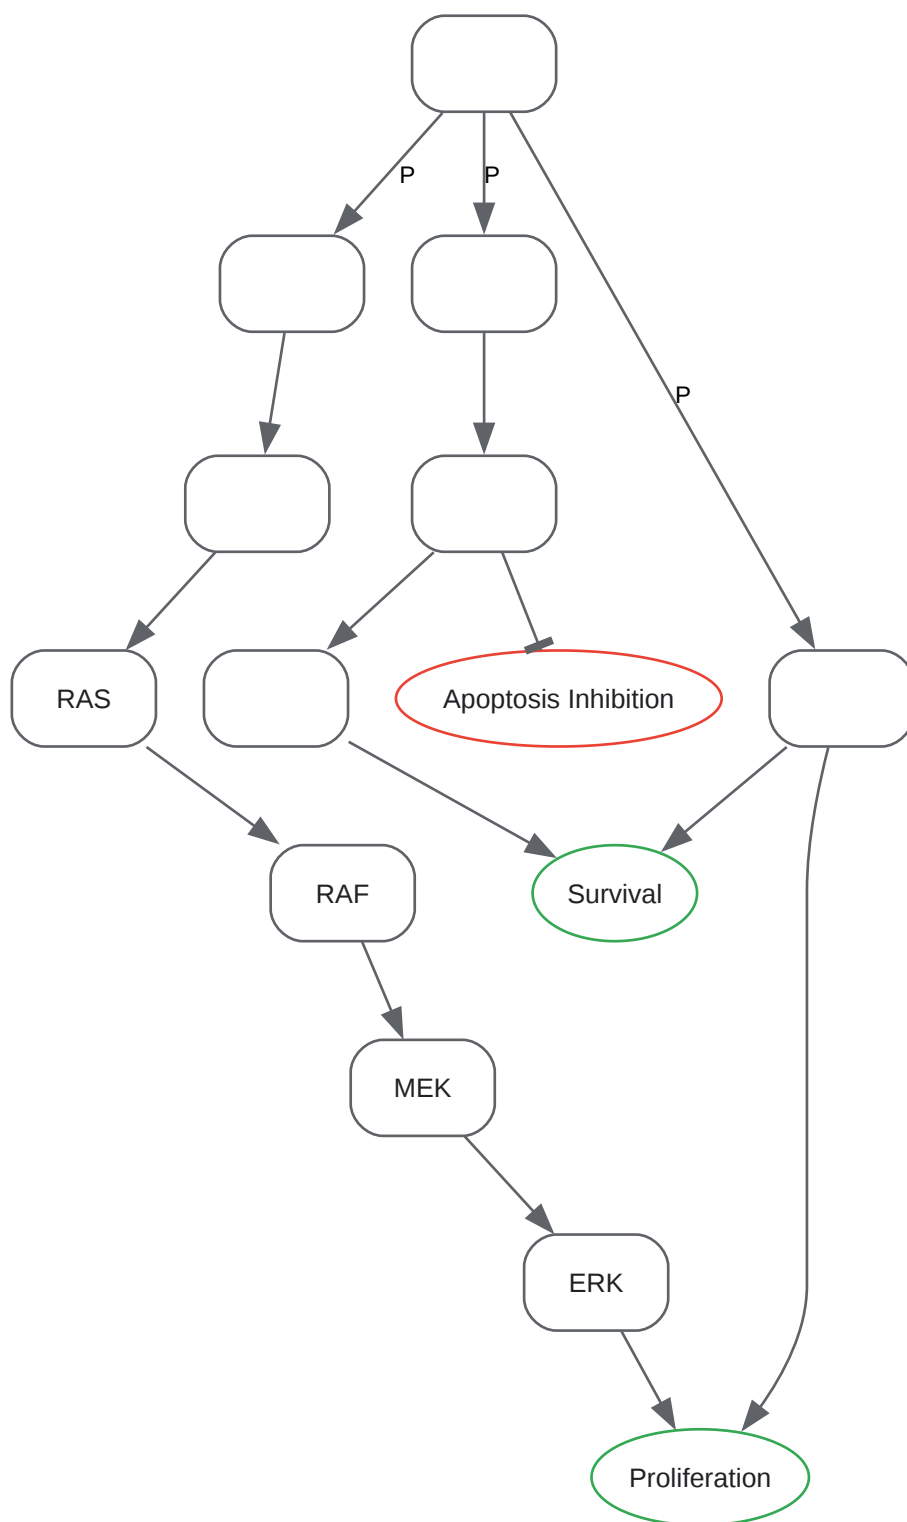 P
P
P
RAS
Apoptosis Inhibition
RAF
Survival
MEK
ERK
Proliferation